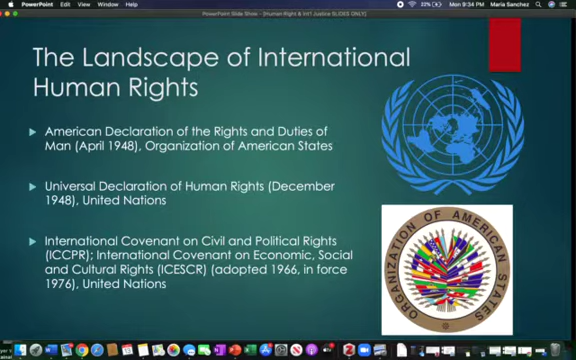 PowerPoint Edit View Window Help 22% Mon 9:34 PM Maria Sanchez
PowerPoint Slide Show - [Human Right & Int'l Justice SLIDES ONLY]
The Landscape of International
Human Rights
American Declaration of the Rights and Duties of
Man (April 1948), Organization of American States
Universal Declaration of Human Rights (December
1948), United Nations
International Covenant on Civil and Political Rights
(ICCPR); International Covenant on Economic, Social
and Cultural Rights (ICESCR) (adopted 1966, in force
1976), United Nations
ORGANIZATION OF AMERICAN STATES